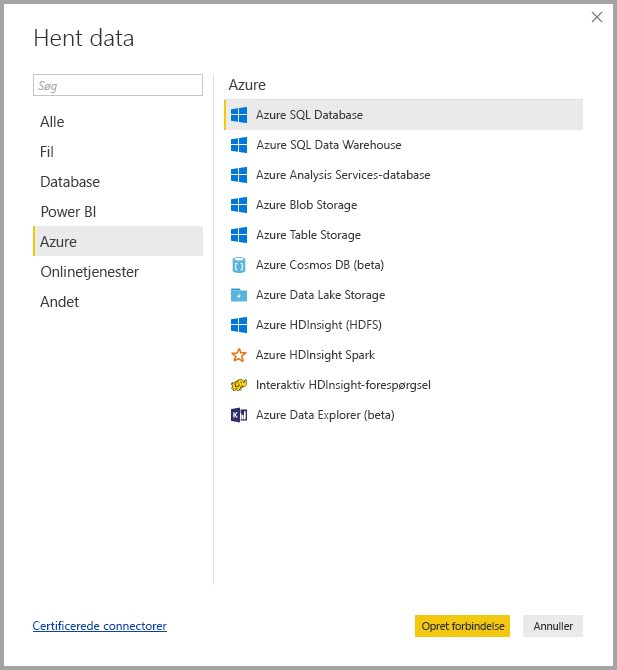 Hent data
Søg
Alle
Fil
Database
Power BI
Azure
Onlinetjenester
Andet
Azure
Azure SQL Database
Azure SQL Data Warehouse
Azure Analysis Services-database
Azure Blob Storage
Azure Table Storage
Azure Cosmos DB (beta)
Azure Data Lake Storage
Azure HDInsight (HDFS)
Azure HDInsight Spark
Interaktiv HDInsight-forespørgsel
Azure Data Explorer (beta)
Certificerede connectorer
Opret forbindelse
Annuller